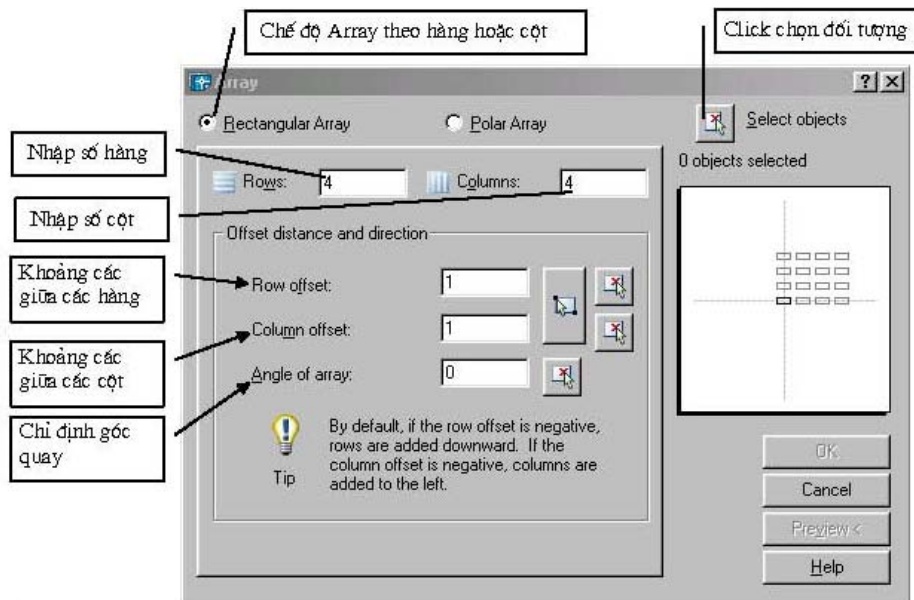 Chế độ Array theo hàng hoặc cột
Click chọn đối tượng
Array
Rectangular Array
Polar Array
Select objects
0 objects selected
Nhập số hàng
Rows:
4
Columns:
4
Nhập số cột
Offset distance and direction
Khoảng các
giữa các hàng
Row offset:
1
Column offset:
1
Khoảng các
giữa các cột
Angle of array:
0
Chỉ định góc
quay
By default, if the row offset is negative,
rows are added downward. If the
column offset is negative, columns are
added to the left.
Tip
OK
Cancel
Preview <
Help